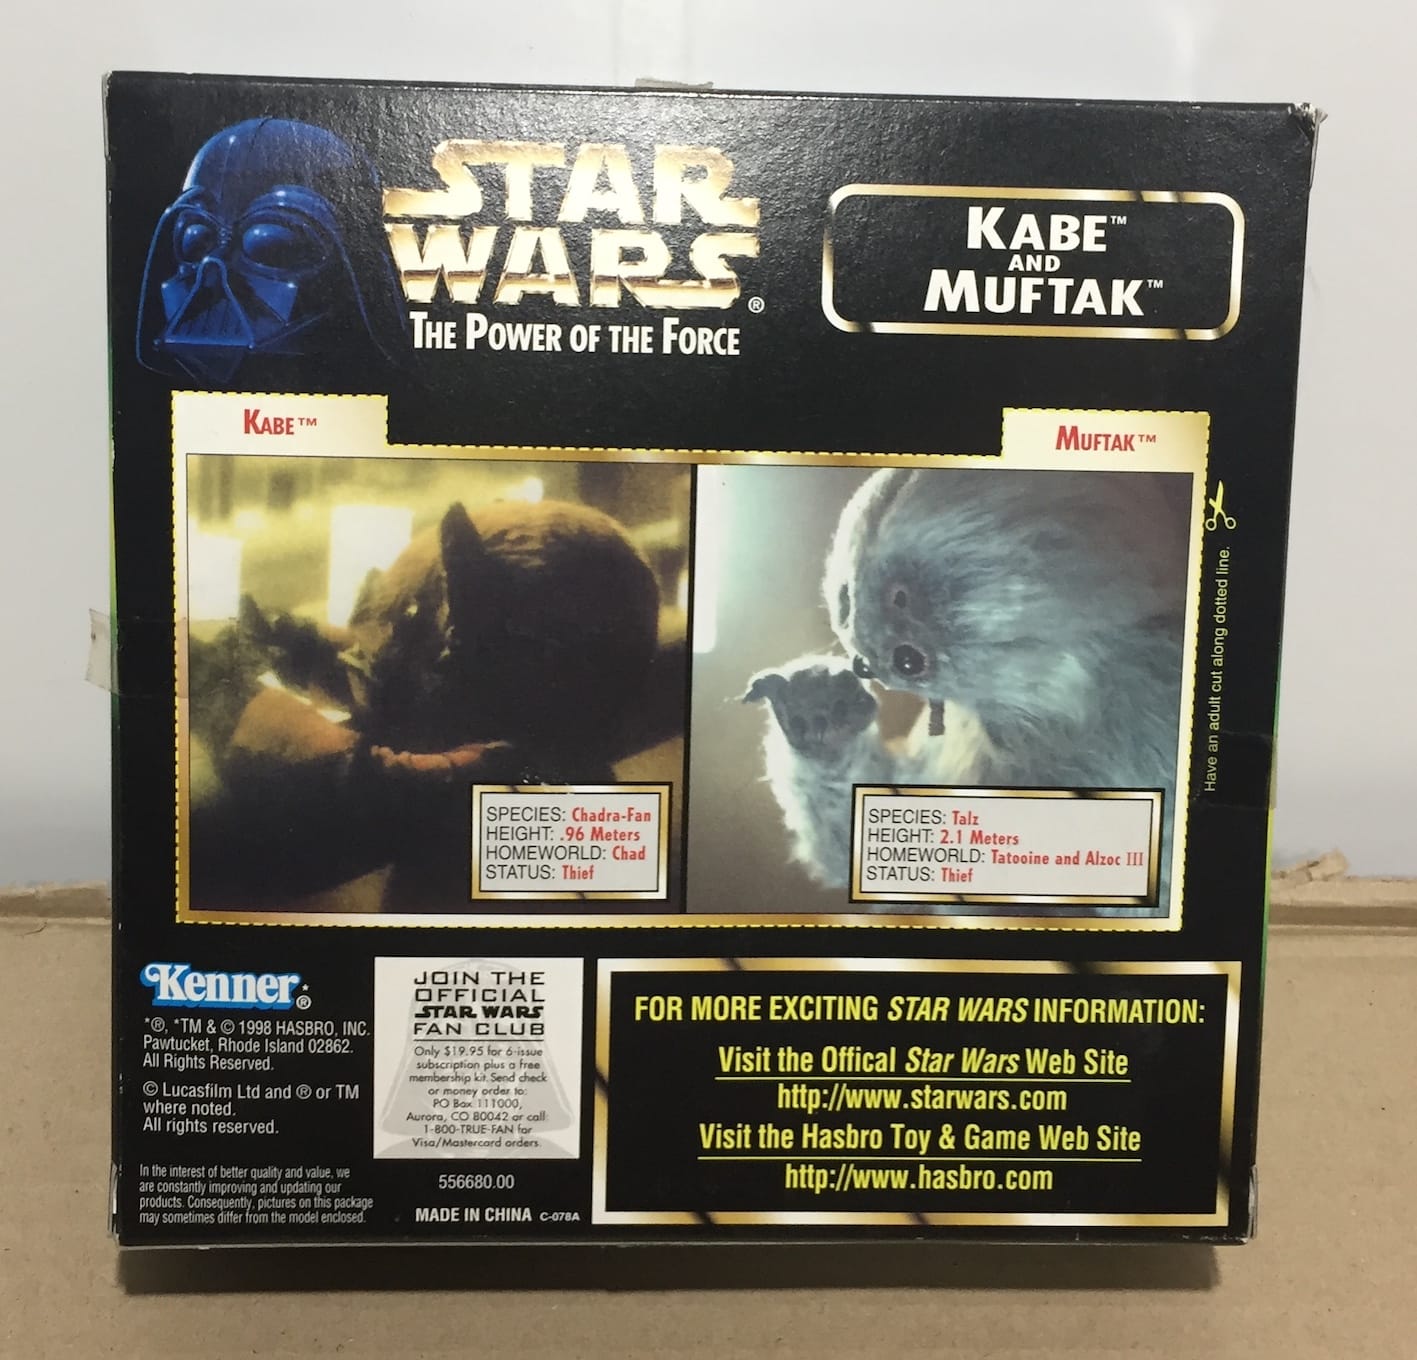 STAR
WARS®
THE POWER OF THE FORCE
KABE™
AND
MUFTAK™
KABE™
MUFTAK™
Have an adult cut along dotted line.
SPECIES: Chadra-Fan
HEIGHT: .96 Meters
HOMEWORLD: Chad
STATUS: Thief
SPECIES: Talz
HEIGHT: 2.1 Meters
HOMEWORLD: Tatooine and Alzoc III
STATUS: Thief
Kenner*®
*®, *TM & © 1998 HASBRO, INC.
Pawtucket, Rhode Island 02862.
All Rights Reserved.
© Lucasfilm Ltd and ® or TM
where noted.
All rights reserved.
In the interest of better quality and value, we
are constantly improving and updating our
products. Consequently, pictures on this package
may sometimes differ from the model enclosed.
JOIN THE
OFFICIAL
STAR WARS
FAN CLUB
Only $19.95 for 6-issue
subscription plus a free
membership kit. Send check
or money order to:
PO Box 111000,
Aurora, CO 80042 or call:
1-800-TRUE-FAN for
Visa/Mastercard orders.
556680.00
MADE IN CHINA C-078A
FOR MORE EXCITING STAR WARS INFORMATION:
Visit the Offical Star Wars Web Site
http://www.starwars.com
Visit the Hasbro Toy & Game Web Site
http://www.hasbro.com